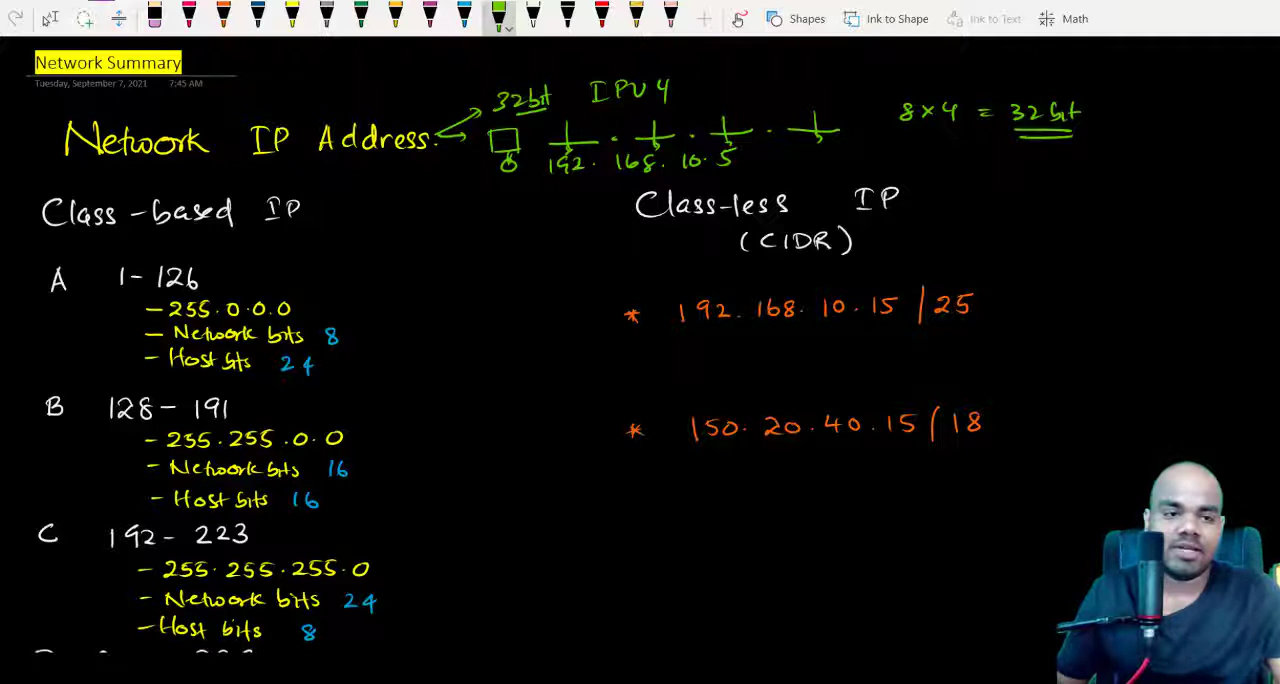 Shapes
Ink to Shape
Ink to Text
Math
Network Summary
Tuesday, September 7, 2021 7:45 AM
32bit IPV4
8×4 = 32 bit
Network IP Address.
192. 168. 10. 5
Class-based IP
Class-less IP
(CIDR)
A 1-126
- 255.0.0.0
- Network bits 8
- Host bts 24
* 192.168.10.15 /25
B 128-191
- 255.255.0.0
- Network bits 16
- Host bits 16
* 150.20.40.15/18
C 192-223
- 255.255.255.0
- Network bits 24
- Host bits 8